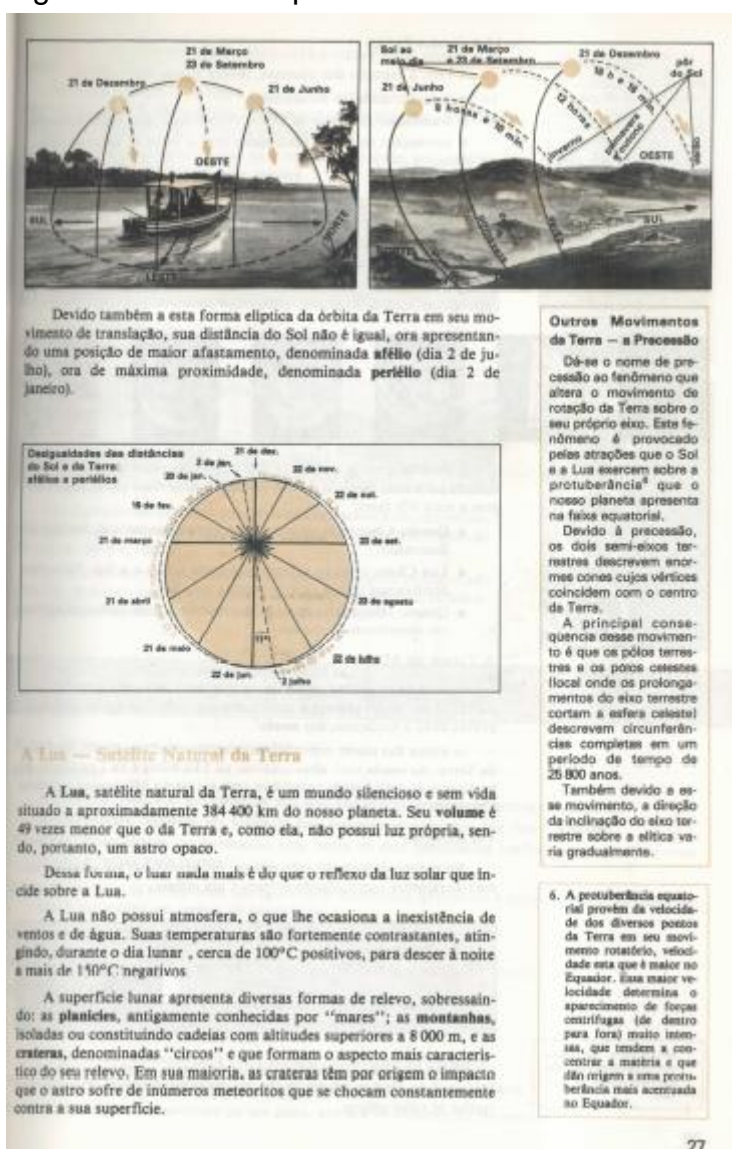 21 de Março
23 de Setembro
21 de Dezembro
21 de Junho
OESTE
SUL
NORTE
LESTE
Sol ao
meio dia
21 de Março
e 23 de Setembro
21 de Dezembro
pôr
do Sol
21 de Junho
12 horas
inverno
primavera
e outono
OESTE
SUL
Devido também a esta forma elíptica da órbita da Terra em seu mo-
vimento de translação, sua distância do Sol não é igual, ora apresentan-
do uma posição de maior afastamento, denominada afélio (dia 2 de ju-
lho), ora de máxima proximidade, denominada periélio (dia 2 de
janeiro).
Desigualdades das distâncias
do Sol e da Terra:
afélios e periélios
21 de dez.
2 de jan.
20 de jan.
22 de nov.
22 de out.
21 de março
23 de set.
21 de abril
23 de agosto
21 de maio
22 de julho
22 de jun.
2 julho
A Lua — Satélite Natural da Terra
A Lua, satélite natural da Terra, é um mundo silencioso e sem vida
situado a aproximadamente 384 400 km do nosso planeta. Seu volume é
49 vezes menor que o da Terra e, como ela, não possui luz própria, sen-
do, portanto, um astro opaco.
Dessa forma, o luar nada mais é do que o reflexo da luz solar que in-
cide sobre a Lua.
A Lua não possui atmosfera, o que lhe ocasiona a inexistência de
ventos e de água. Suas temperaturas são fortemente contrastantes, atin-
gindo, durante o dia lunar , cerca de 100°C positivos, para descer à noite
a mais de 150°C negativos
A superfície lunar apresenta diversas formas de relevo, sobressain-
do: as planícies, antigamente conhecidas por "mares"; as montanhas,
isoladas ou constituindo cadeias com altitudes superiores a 8 000 m, e as
crateras, denominadas "circos" e que formam o aspecto mais caracterís-
tico do seu relevo. Em sua maioria, as crateras têm por origem o impacto
que o astro sofre de inúmeros meteoritos que se chocam constantemente
contra a sua superfície.
Outros Movimentos
da Terra — a Precessão
Dá-se o nome de pre-
cessão ao fenômeno que
altera o movimento de
rotação da Terra sobre o
seu próprio eixo. Este fe-
nômeno é provocado
pelas atrações que o Sol
e a Lua exercem sobre a
protuberância⁶ que o
nosso planeta apresenta
na faixa equatorial.
Devido à precessão,
os dois semi-eixos ter-
restres descrevem enor-
mes cones cujos vértices
coincidem com o centro
da Terra.
A principal conse-
quência desse movimen-
to é que os pólos terres-
tres e os pólos celestes
(local onde os prolonga-
mentos do eixo terrestre
cortam a esfera celeste)
descrevem circunferên-
cias completas em um
período de tempo de
25 800 anos.
Também devido a es-
se movimento, a direção
da inclinação do eixo ter-
restre sobre a elítica va-
ria gradualmente.
6. A protuberância equato-
rial provém da velocida-
de dos diversos pontos
da Terra em seu movi-
mento rotatório, veloci-
dade esta que é maior no
Equador. Essa maior ve-
locidade determina o
aparecimento de forças
centrífugas (de dentro
para fora) muito inten-
sas, que tendem a con-
centrar a matéria e que
dão origem a uma protu-
berância mais acentuada
no Equador.
27